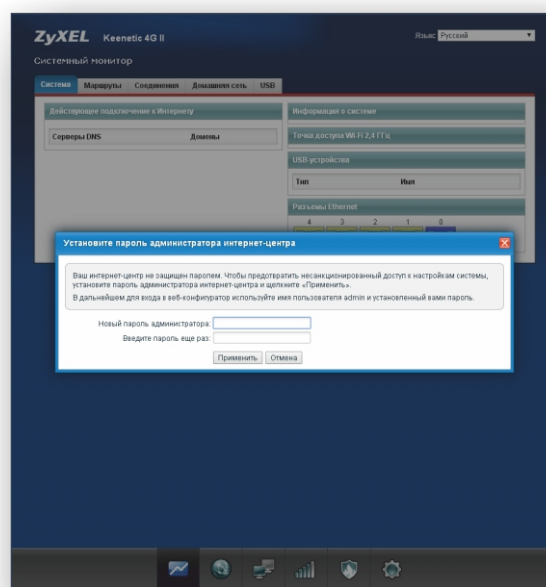 ZyXEL Keenetic 4G II
Язык: Русский
Системный монитор
Система Маршруты Соединения Домашняя сеть USB
Действующее подключение к Интернету
Серверы DNS Домены
Информация о системе
Точка доступа Wi-Fi 2,4 ГГц
USB-устройства
Тип Имя
Разъемы Ethernet
4 3 2 1 0
Установите пароль администратора интернет-центра
Ваш интернет-центр не защищен паролем. Чтобы предотвратить несанкционированный доступ к настройкам системы,
установите пароль администратора интернет-центра и щелкните «Применить».
В дальнейшем для входа в веб-конфигуратор используйте имя пользователя admin и установленный вами пароль.
Новый пароль администратора:
Введите пароль еще раз:
Применить Отмена